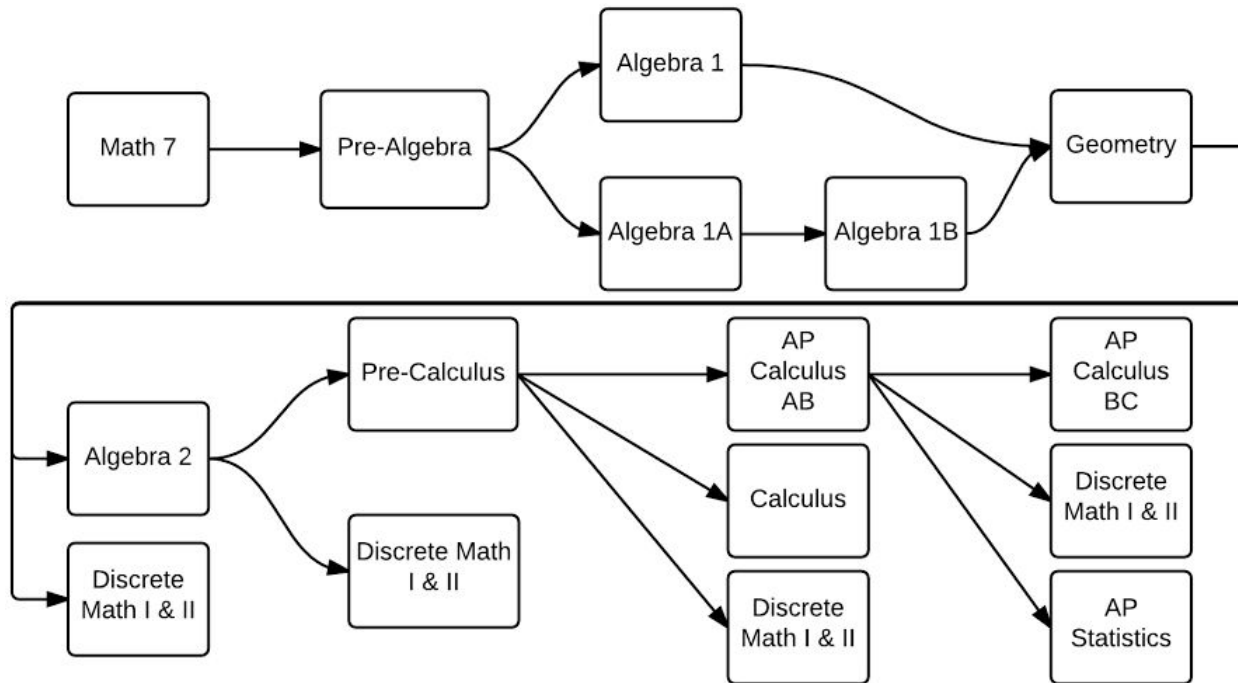 Algebra 1
Math 7
Pre-Algebra
Geometry
Algebra 1A
Algebra 1B
Pre-Calculus
AP
Calculus
AB
AP
Calculus
BC
Algebra 2
Calculus
Discrete
Math I & II
Discrete Math
I & II
Discrete
Math I & II
Discrete
Math I & II
AP
Statistics